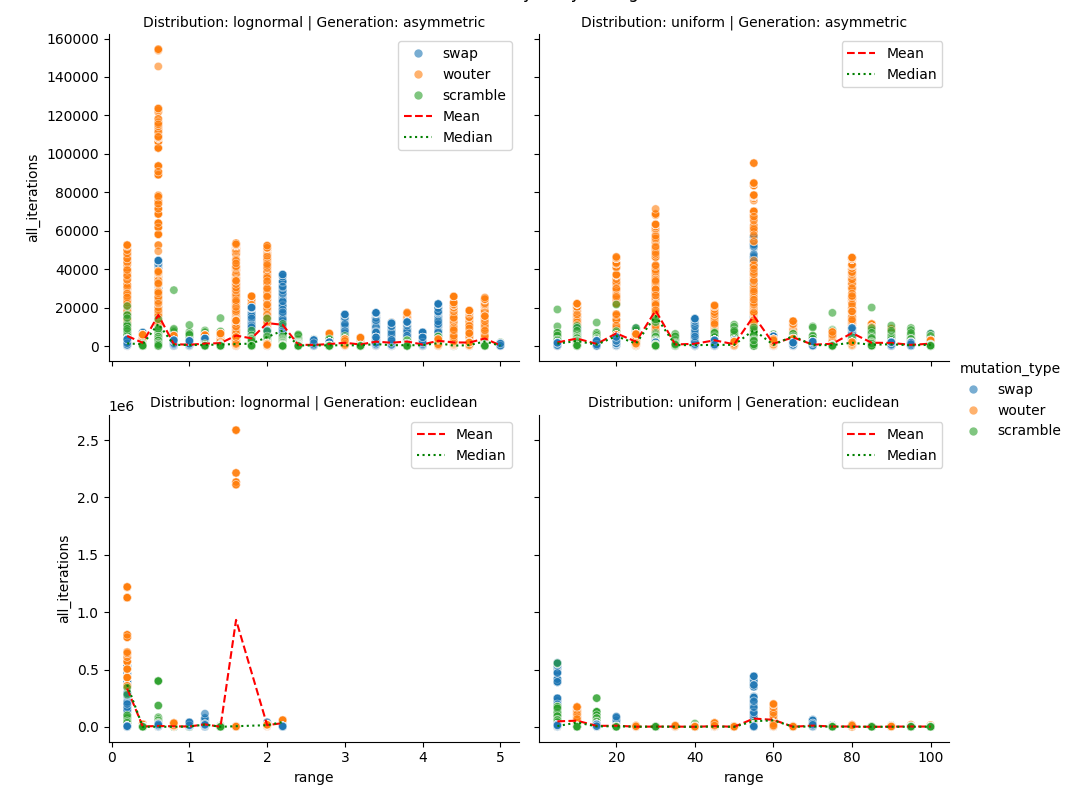 Distribution: lognormal | Generation: asymmetric
Distribution: uniform | Generation: asymmetric
160000
140000
120000
100000
80000
60000
40000
20000
0
all_iterations
swap
wouter
scramble
Mean
Median
Mean
Median
mutation_type
swap
wouter
scramble
1e6
Distribution: lognormal | Generation: euclidean
Distribution: uniform | Generation: euclidean
2.5
2.0
1.5
1.0
0.5
0.0
all_iterations
Mean
Median
Mean
Median
0 1 2 3 4 5
20 40 60 80 100
range
range